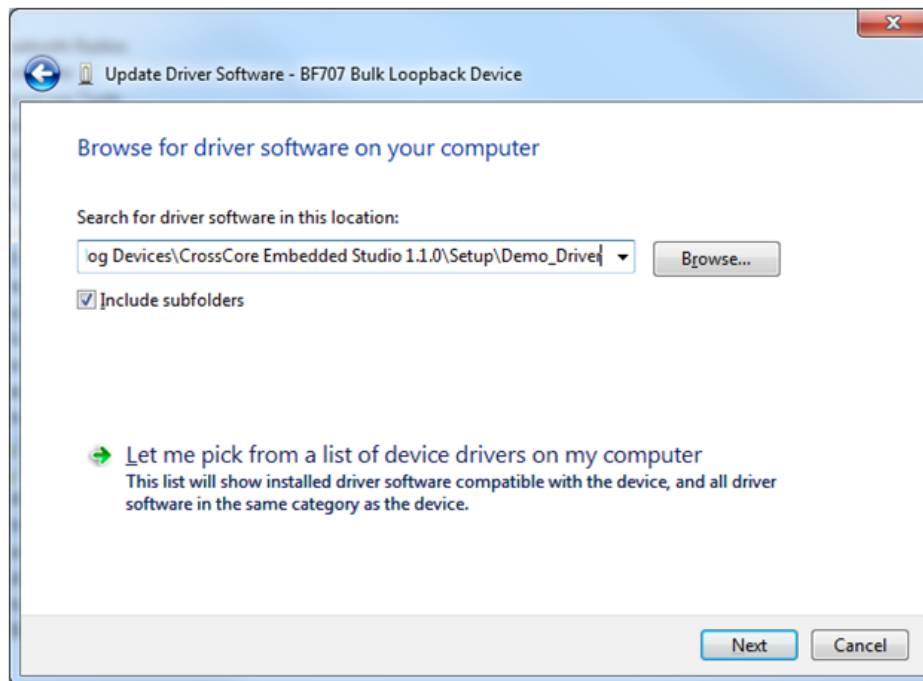 Update Driver Software - BF707 Bulk Loopback Device
Browse for driver software on your computer
Search for driver software in this location:
log Devices\CrossCore Embedded Studio 1.1.0\Setup\Demo_Driver
Browse...
Include subfolders
Let me pick from a list of device drivers on my computer
This list will show installed driver software compatible with the device, and all driver
software in the same category as the device.
Next
Cancel